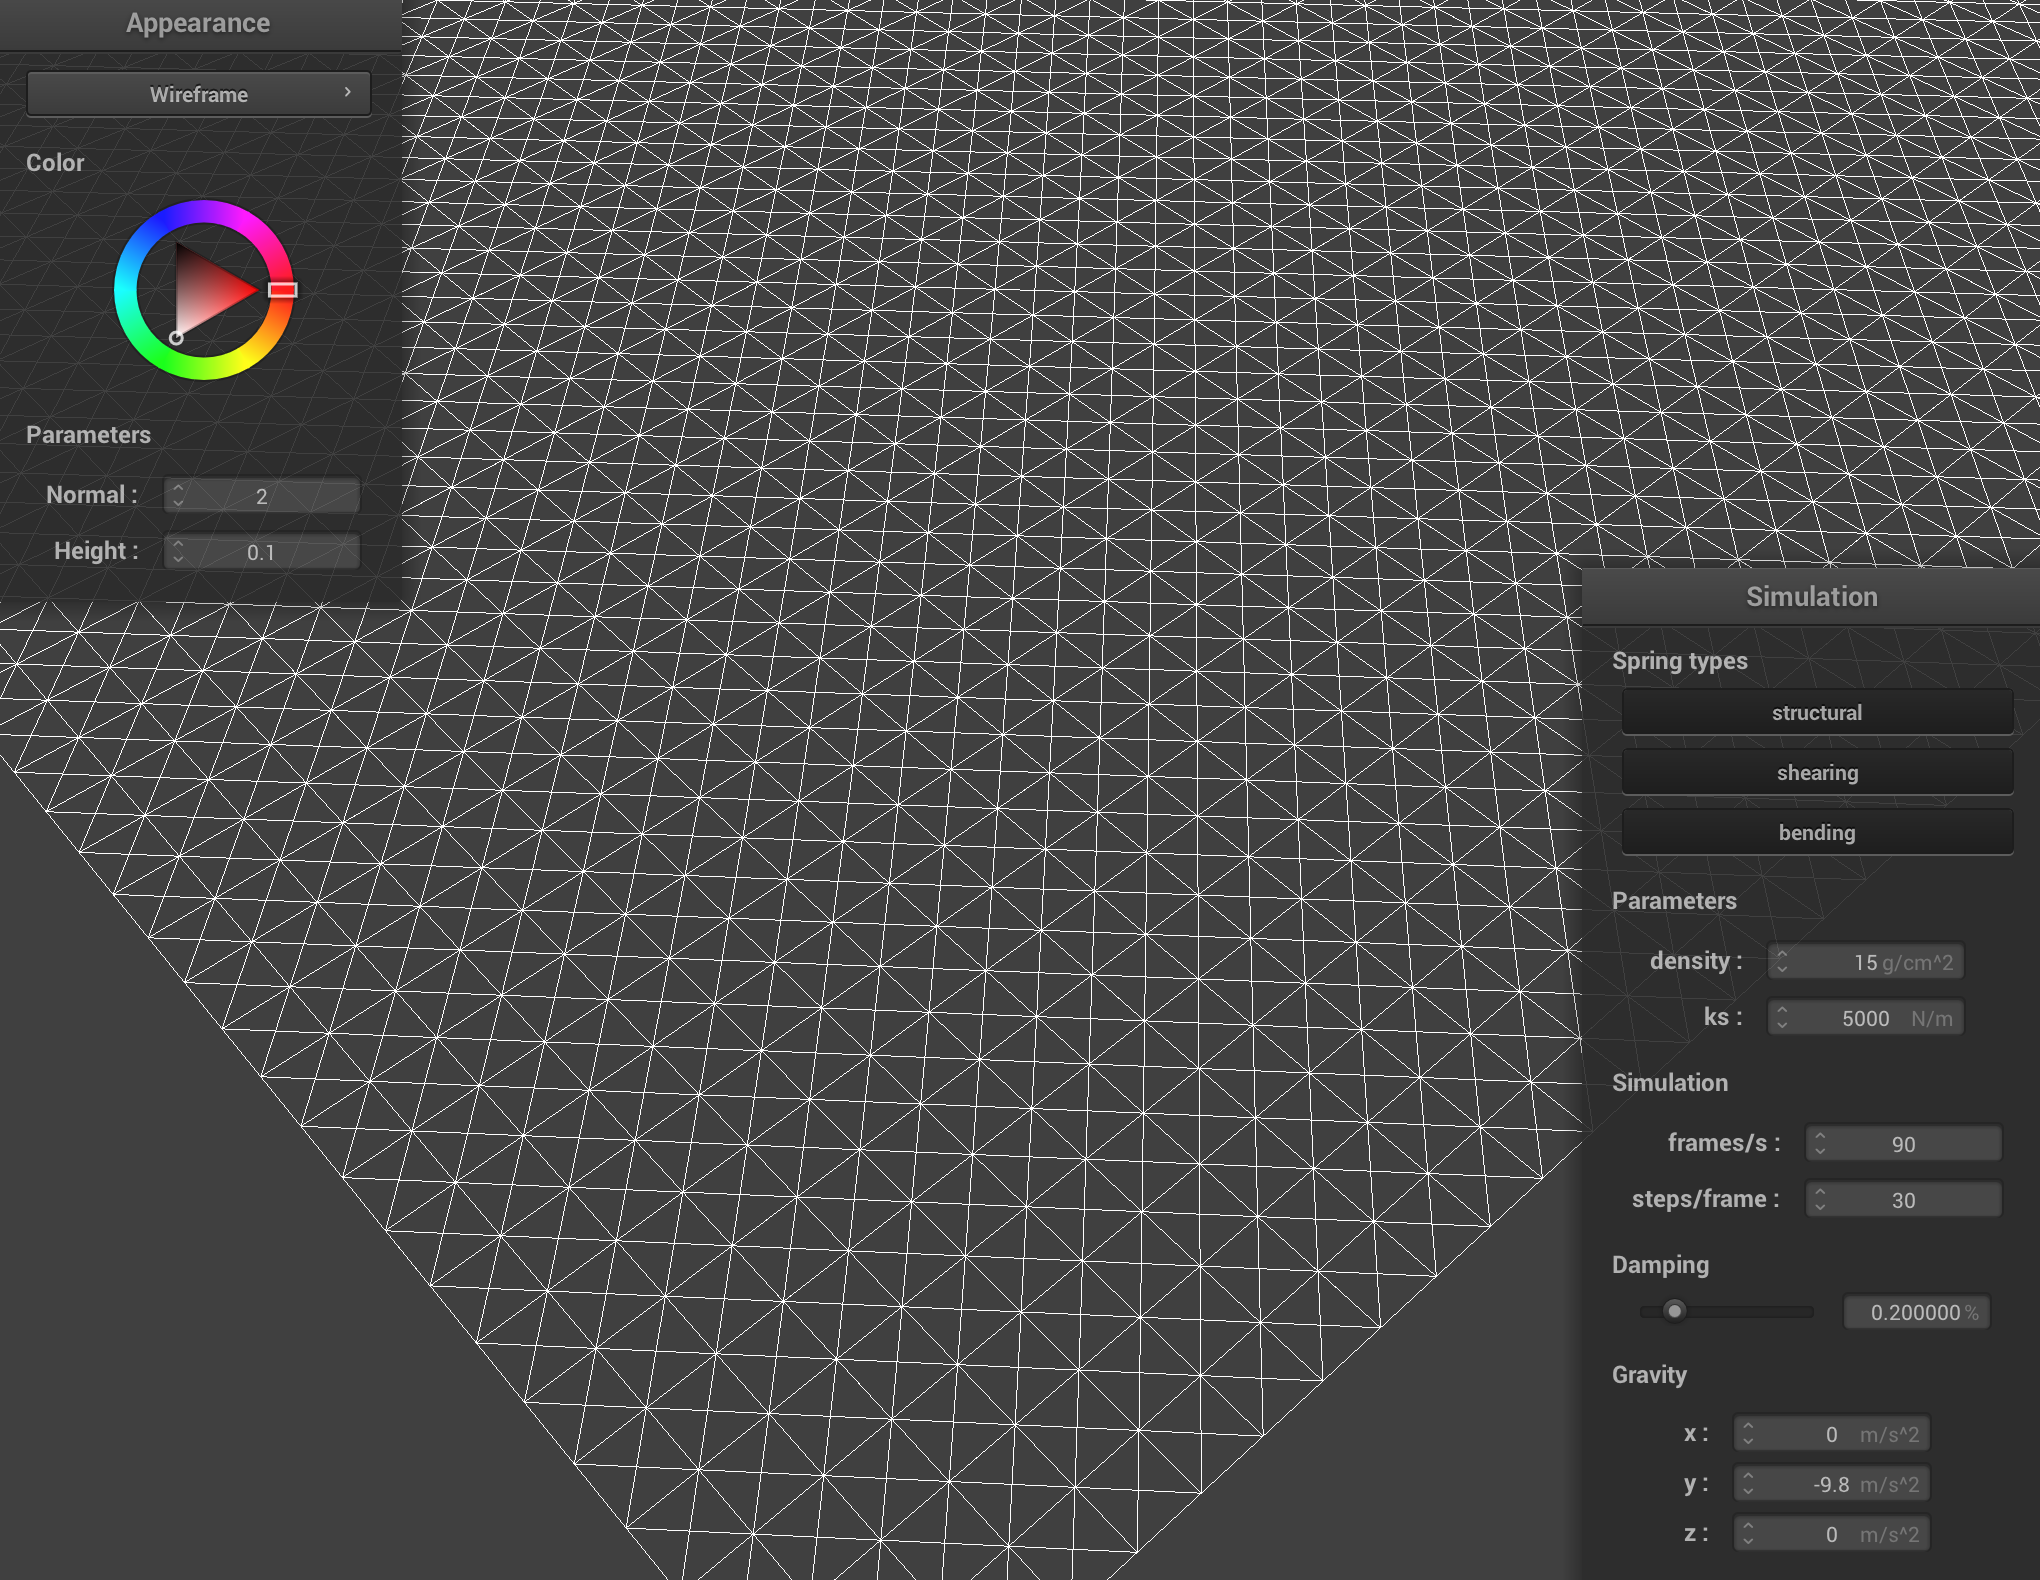 Appearance
Wireframe ›
Color
Parameters
Normal : 2
Height : 0.1
Simulation
Spring types
structural
shearing
bending
Parameters
density : 15 g/cm^2
ks : 5000 N/m
Simulation
frames/s : 90
steps/frame : 30
Damping
0.200000 %
Gravity
x : 0 m/s^2
y : -9.8 m/s^2
z : 0 m/s^2